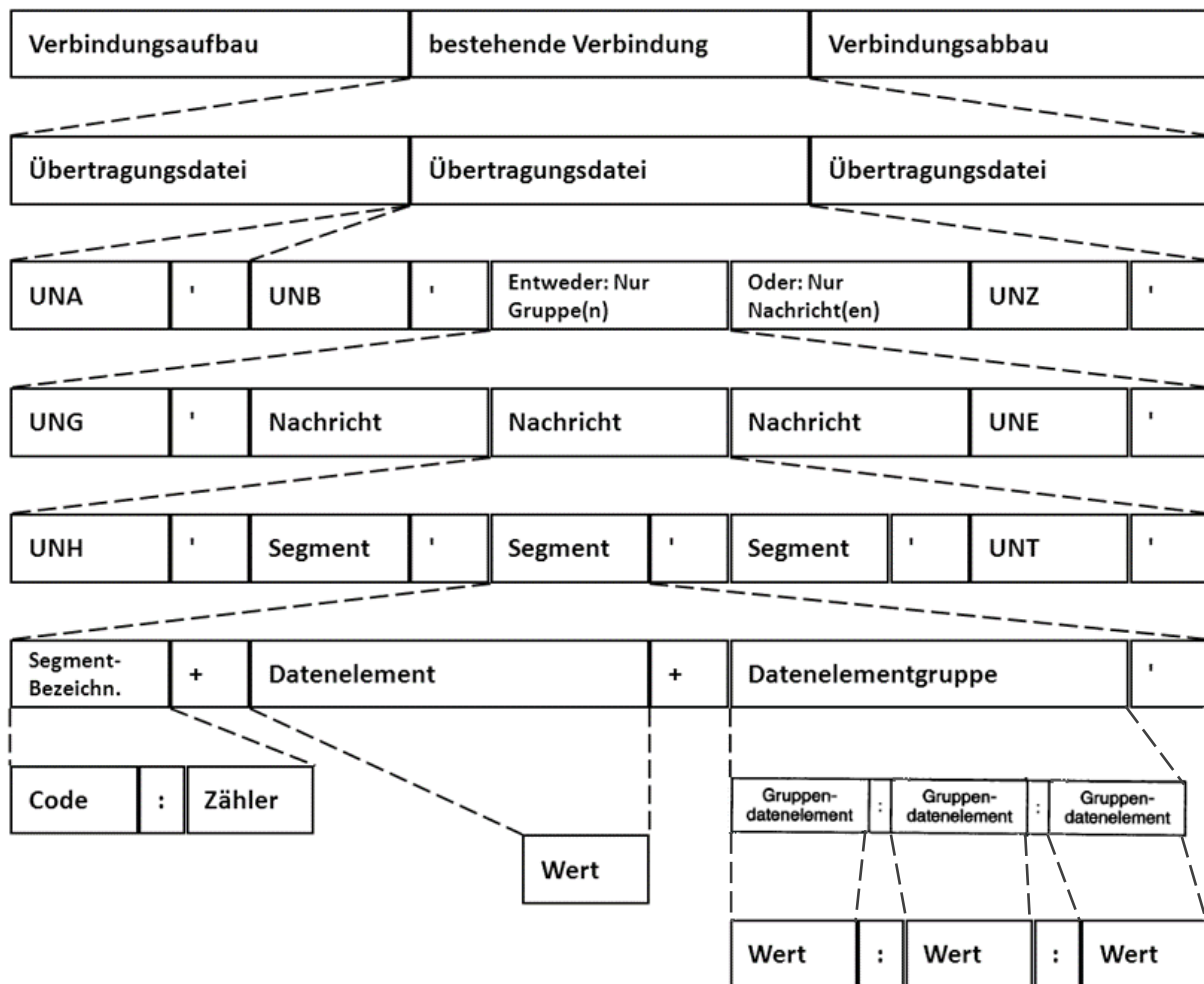 Verbindungsaufbau bestehende Verbindung Verbindungsabbau
Übertragungsdatei Übertragungsdatei Übertragungsdatei
UNA ' UNB ' Entweder: Nur Oder: Nur UNZ '
Gruppe(n) Nachricht(en)
UNG ' Nachricht Nachricht Nachricht UNE '
UNH ' Segment ' Segment ' Segment ' UNT '
Segment- + Datenelement + Datenelementgruppe '
Bezeichn.
Code : Zähler
Gruppen- : Gruppen- : Gruppen-
datenelement datenelement datenelement
Wert
Wert : Wert : Wert